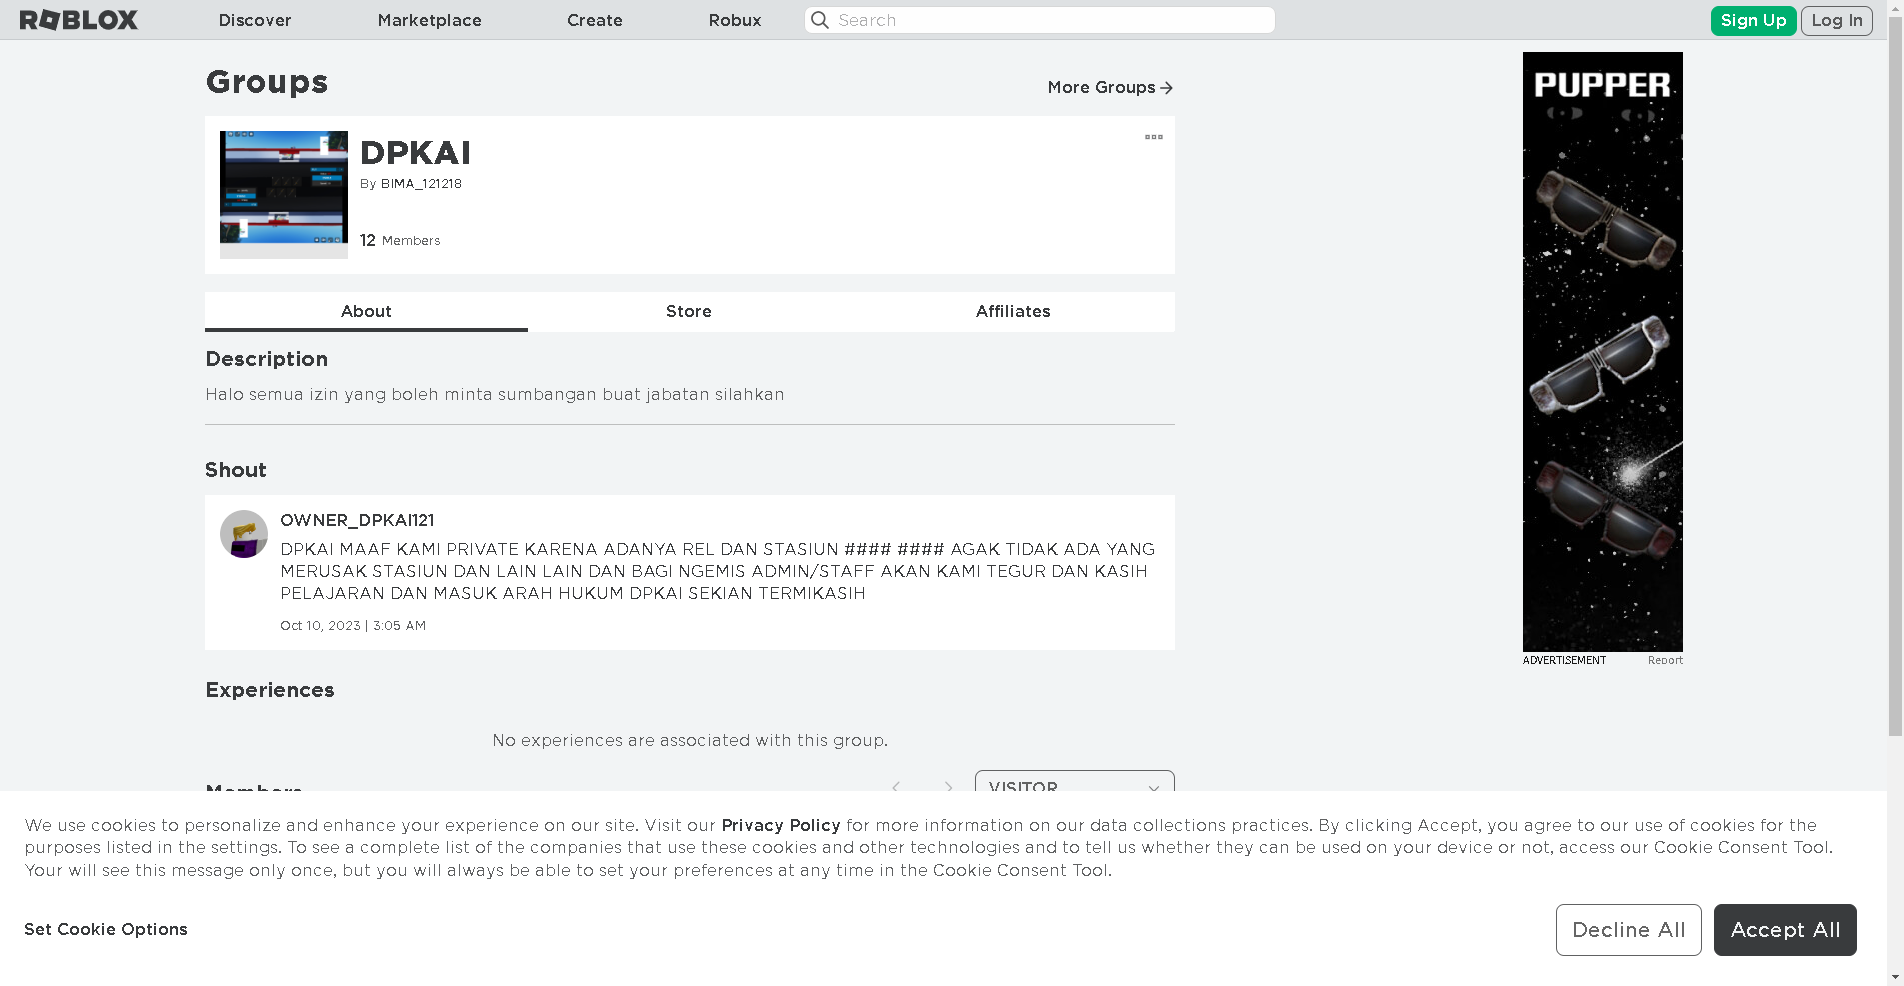 ROBLOX
Discover
Marketplace
Create
Robux
Search
Sign Up
Log In
Groups
More Groups
DPKAI
By BIMA_121218
12 Members
About
Store
Affiliates
Description
Halo semua izin yang boleh minta sumbangan buat jabatan silahkan
Shout
OWNER_DPKAI121
DPKAI MAAF KAMI PRIVATE KARENA ADANYA REL DAN STASIUN #### #### AGAK TIDAK ADA YANG
MERUSAK STASIUN DAN LAIN LAIN DAN BAGI NGEMIS ADMIN/STAFF AKAN KAMI TEGUR DAN KASIH
PELAJARAN DAN MASUK ARAH HUKUM DPKAI SEKIAN TERMIKASIH
Oct 10, 2023 | 3:05 AM
Experiences
No experiences are associated with this group.
Members
VISITOR
PUPPER
ADVERTISEMENT
Report
We use cookies to personalize and enhance your experience on our site. Visit our Privacy Policy for more information on our data collections practices. By clicking Accept, you agree to our use of cookies for the
purposes listed in the settings. To see a complete list of the companies that use these cookies and other technologies and to tell us whether they can be used on your device or not, access our Cookie Consent Tool.
Your will see this message only once, but you will always be able to set your preferences at any time in the Cookie Consent Tool.
Set Cookie Options
Decline All
Accept All